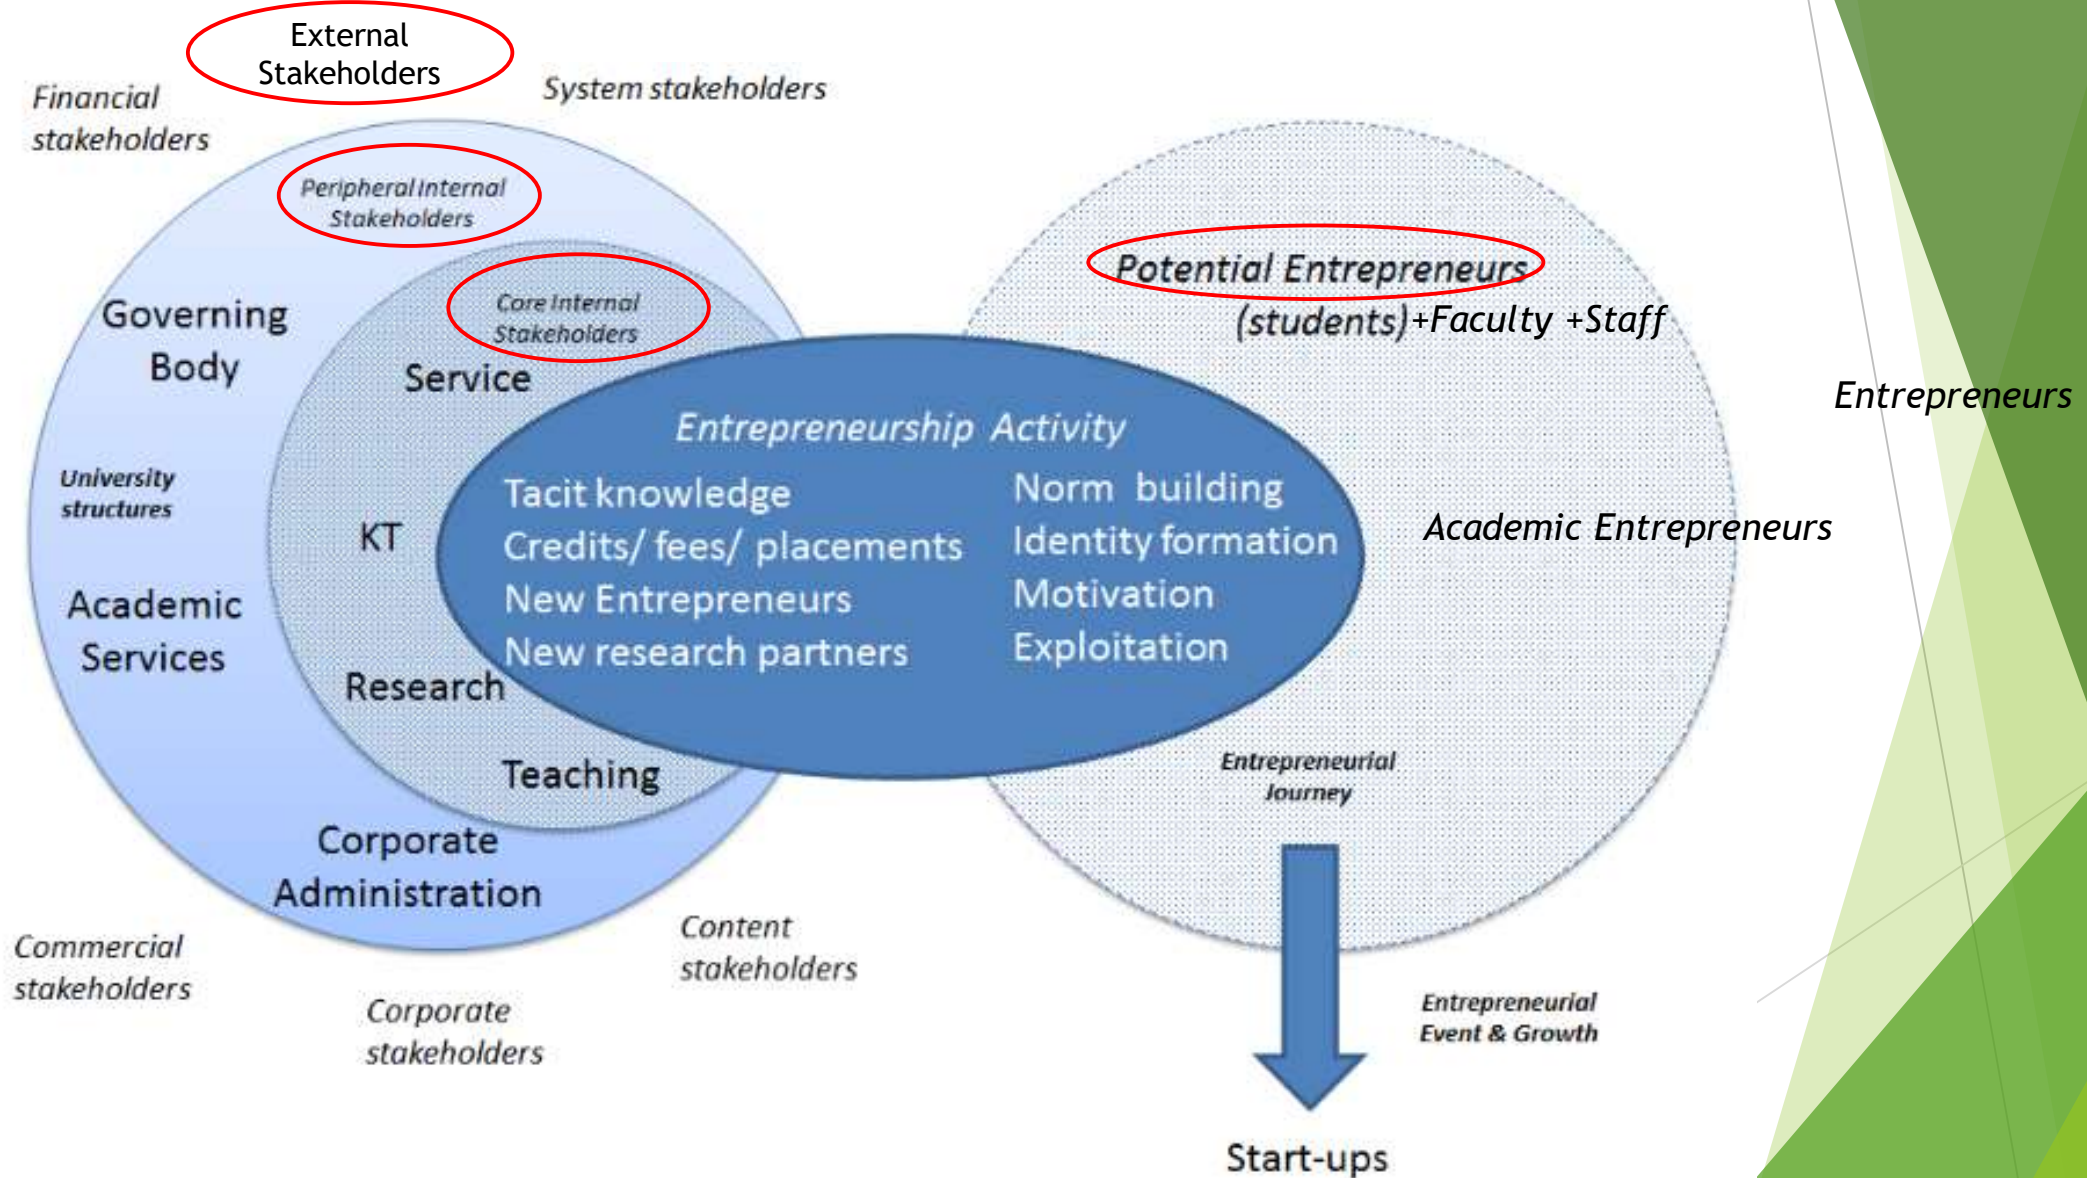 External
Stakeholders
Financial
stakeholders
System stakeholders
Peripheral Internal
Stakeholders
Core Internal
Stakeholders
Governing
Body
Service
University
structures
KT
Academic
Services
Research
Teaching
Corporate
Administration
Entrepreneurship Activity
Tacit knowledge
Credits/ fees/ placements
New Entrepreneurs
New research partners
Norm building
Identity formation
Motivation
Exploitation
Potential Entrepreneurs
(students)+Faculty +Staff
Entrepreneurs
Academic Entrepreneurs
Entrepreneurial
Journey
Commercial
stakeholders
Corporate
stakeholders
Content
stakeholders
Entrepreneurial
Event & Growth
Start-ups